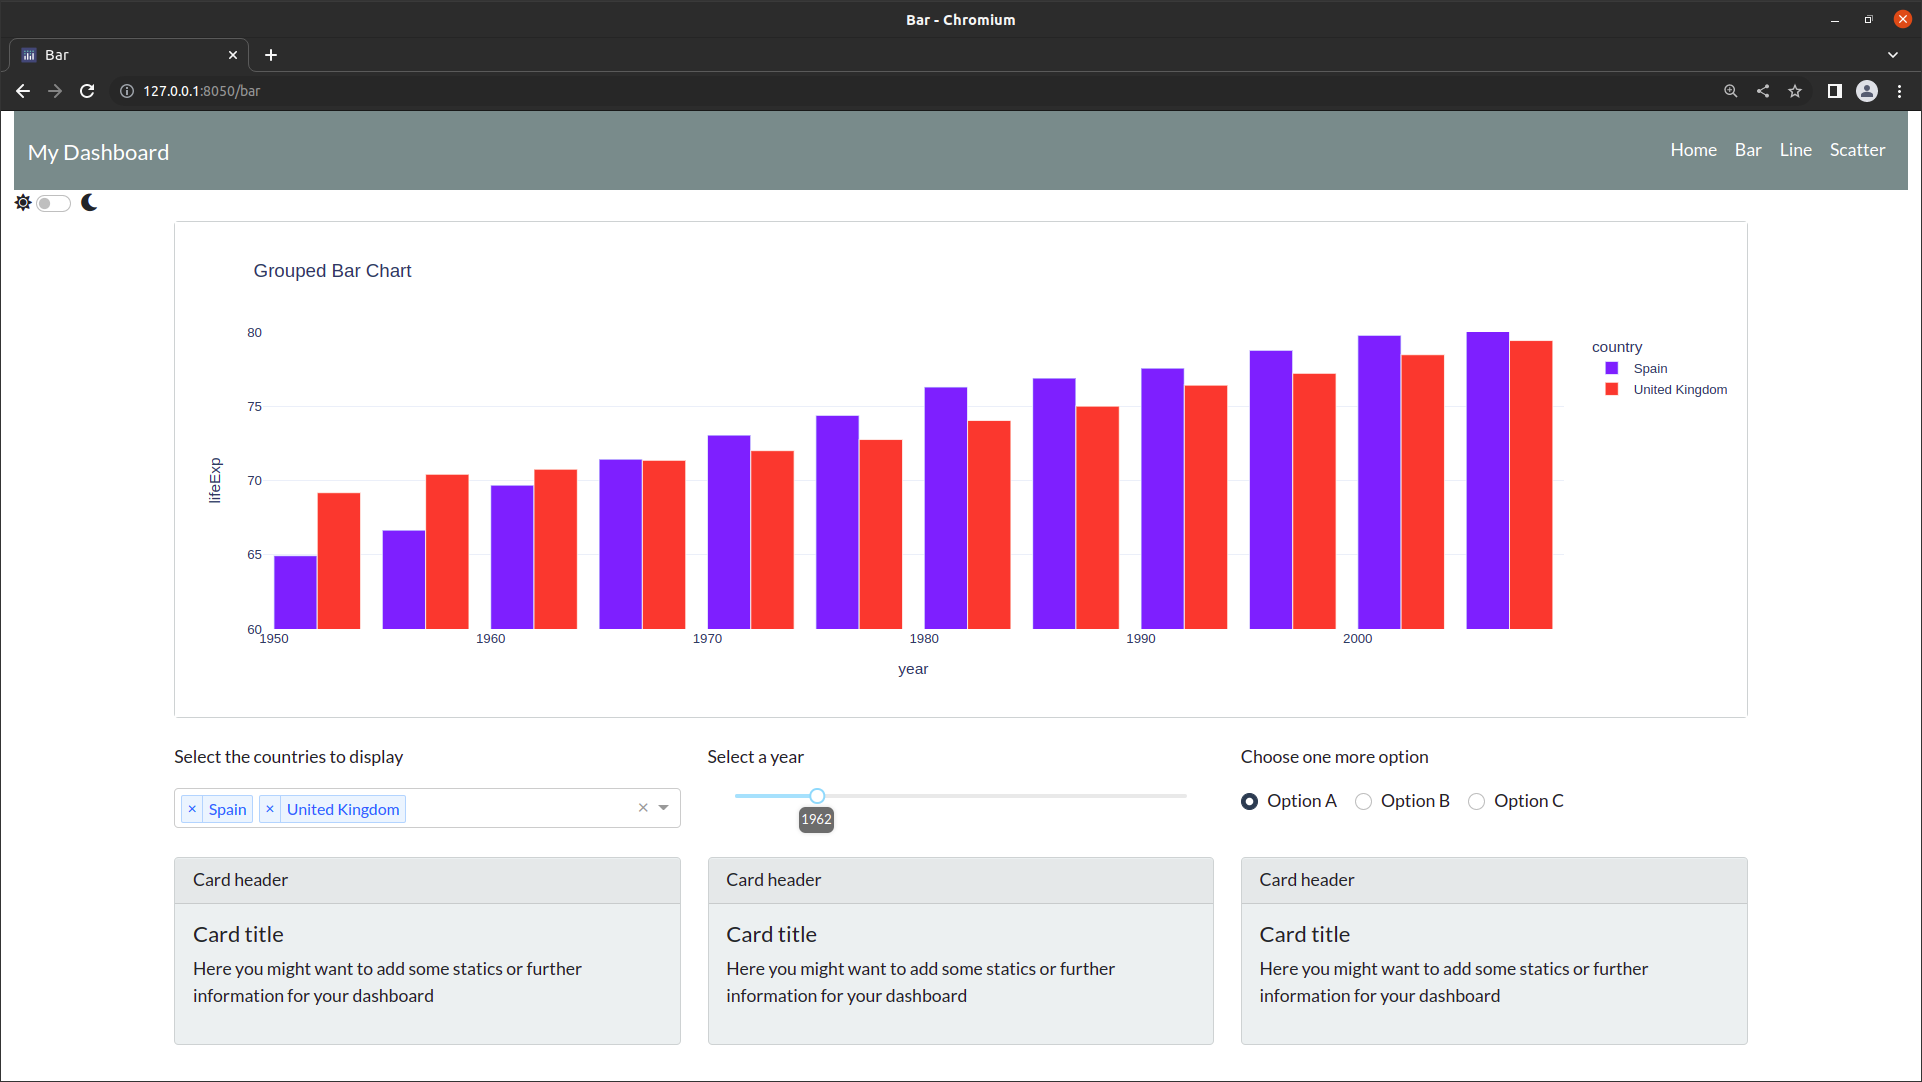 Bar - Chromium
Bar
127.0.0.1:8050/bar
My Dashboard
Home Bar Line Scatter
Grouped Bar Chart
80
75
70
65
60
lifeExp
1950 1960 1970 1980 1990 2000
year
country
Spain
United Kingdom
Select the countries to display
× Spain × United Kingdom
Select a year
1962
Choose one more option
Option A Option B Option C
Card header
Card title
Here you might want to add some statics or further
information for your dashboard
Card header
Card title
Here you might want to add some statics or further
information for your dashboard
Card header
Card title
Here you might want to add some statics or further
information for your dashboard